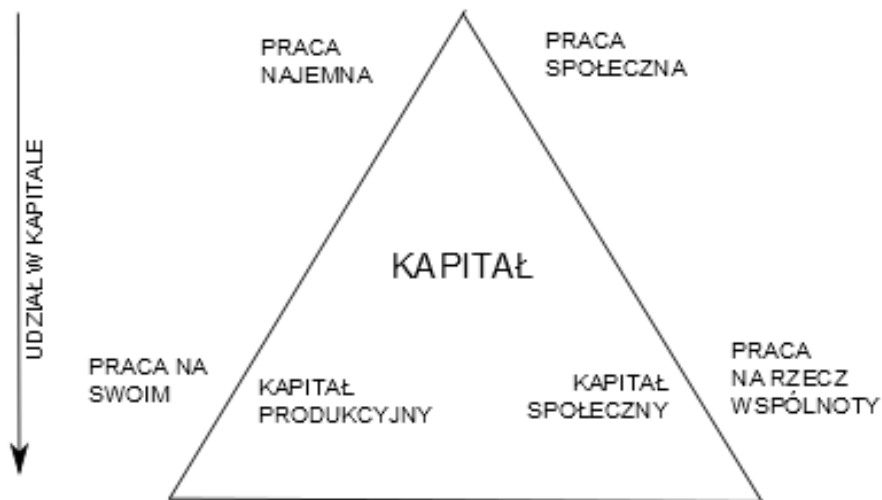 PRACA
NAJEMNA
PRACA
SPOŁECZNA
UDZIAŁ W KAPITALE
KAPITAŁ
PRACA NA
SWOIM
KAPITAŁ
PRODUKCYJNY
KAPITAŁ
SPOŁECZNY
PRACA
NA RZECZ
WSPÓLNOTY